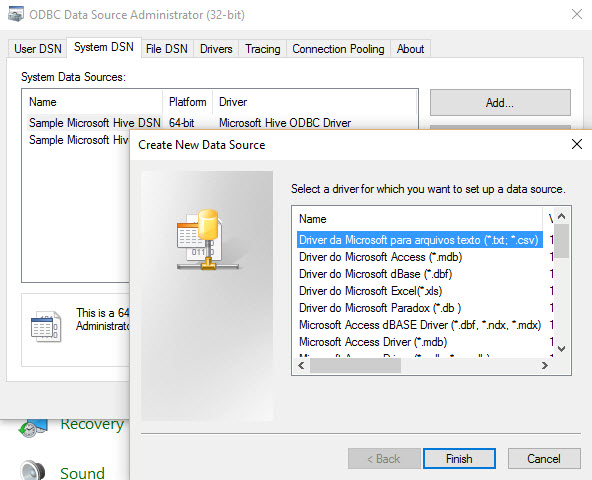 ODBC Data Source Administrator (32-bit)
User DSN System DSN File DSN Drivers Tracing Connection Pooling About
System Data Sources:
Name Platform Driver
Sample Microsoft Hive DSN 64-bit Microsoft Hive ODBC Driver
Sample Microsoft Hive
Add...
This is a 64
Administrato
Recovery
Sound
Create New Data Source
Select a driver for which you want to set up a data source.
Name V
Driver da Microsoft para arquivos texto (*.txt; *.csv) 1
Driver do Microsoft Access (*.mdb) 1
Driver do Microsoft dBase (*.dbf) 1
Driver do Microsoft Excel(*.xls) 1
Driver do Microsoft Paradox (*.db ) 1
Microsoft Access dBASE Driver (*.dbf, *.ndx, *.mdx) 1
Microsoft Access Driver (*.mdb) 1
< Back Finish Cancel